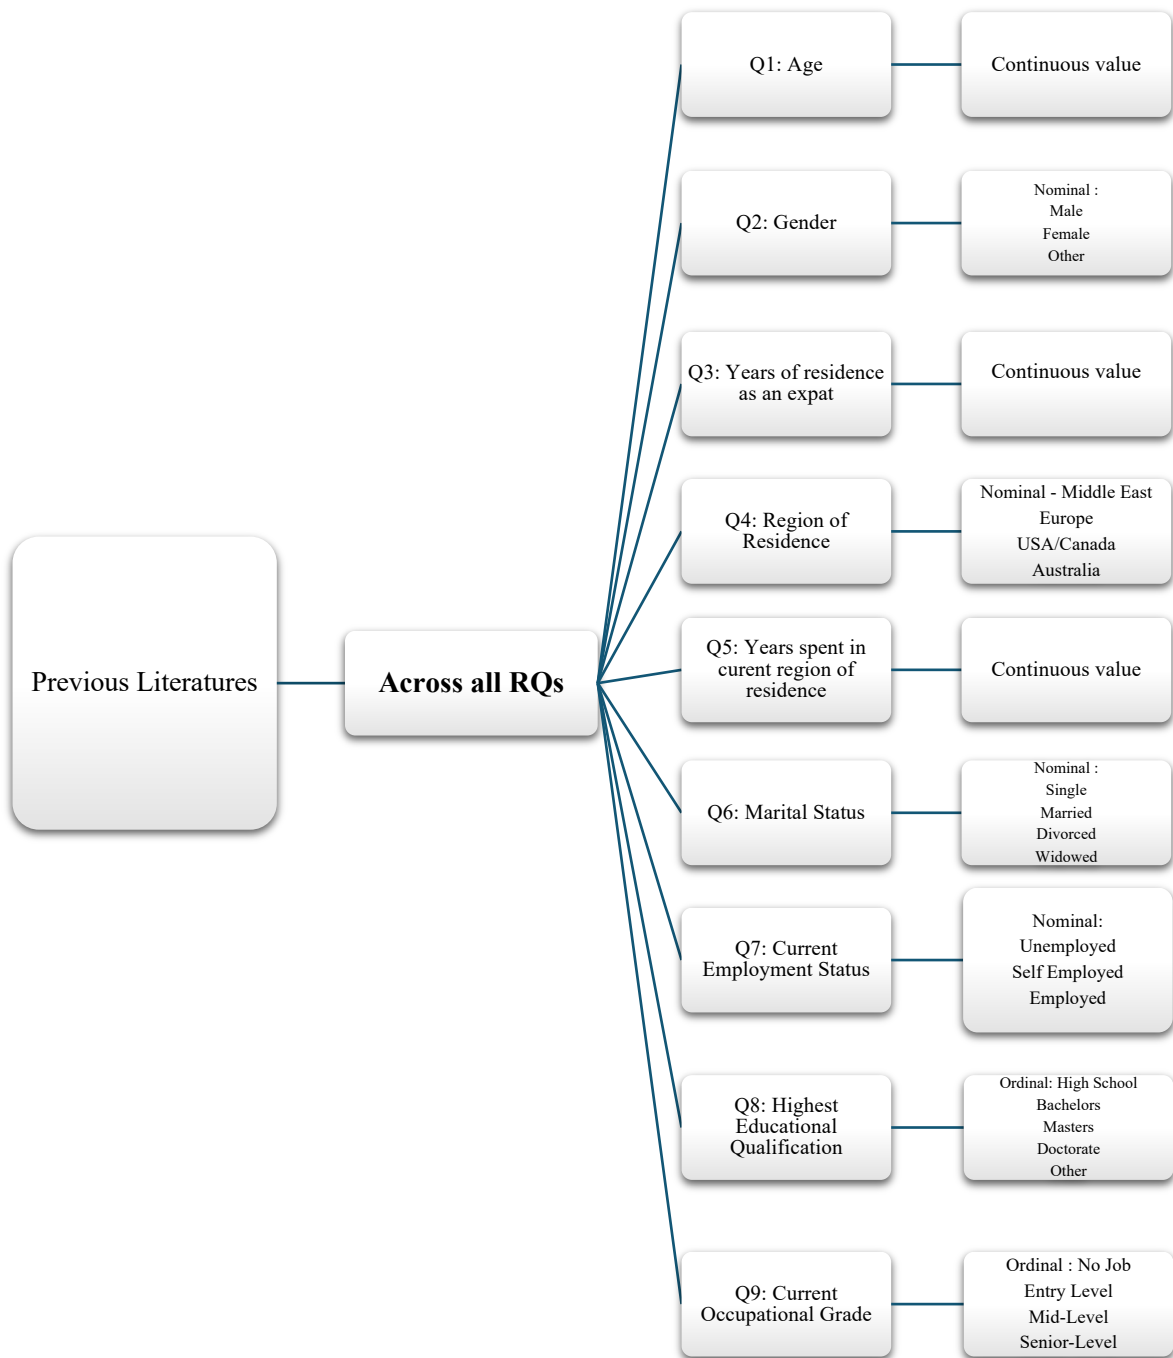 Previous Literatures
Across all RQs
Q1: Age
Continuous value
Q2: Gender
Nominal :
Male
Female
Other
Q3: Years of residence
as an expat
Continuous value
Q4: Region of
Residence
Nominal - Middle East
Europe
USA/Canada
Australia
Q5: Years spent in
curent region of
residence
Continuous value
Q6: Marital Status
Nominal :
Single
Married
Divorced
Widowed
Q7: Current
Employment Status
Nominal:
Unemployed
Self Employed
Employed
Q8: Highest
Educational
Qualification
Ordinal: High School
Bachelors
Masters
Doctorate
Other
Q9: Current
Occupational Grade
Ordinal : No Job
Entry Level
Mid-Level
Senior-Level